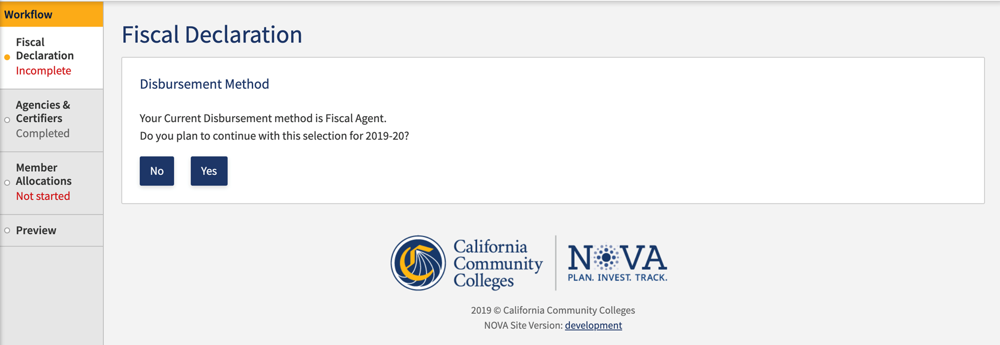 Workflow
Fiscal
Declaration
Incomplete
Agencies &
Certifiers
Completed
Member
Allocations
Not started
Preview
Fiscal Declaration
Disbursement Method
Your Current Disbursement method is Fiscal Agent.
Do you plan to continue with this selection for 2019-20?
No Yes
California
Community
Colleges
NOVA
PLAN. INVEST. TRACK.
2019 © California Community Colleges
NOVA Site Version: development